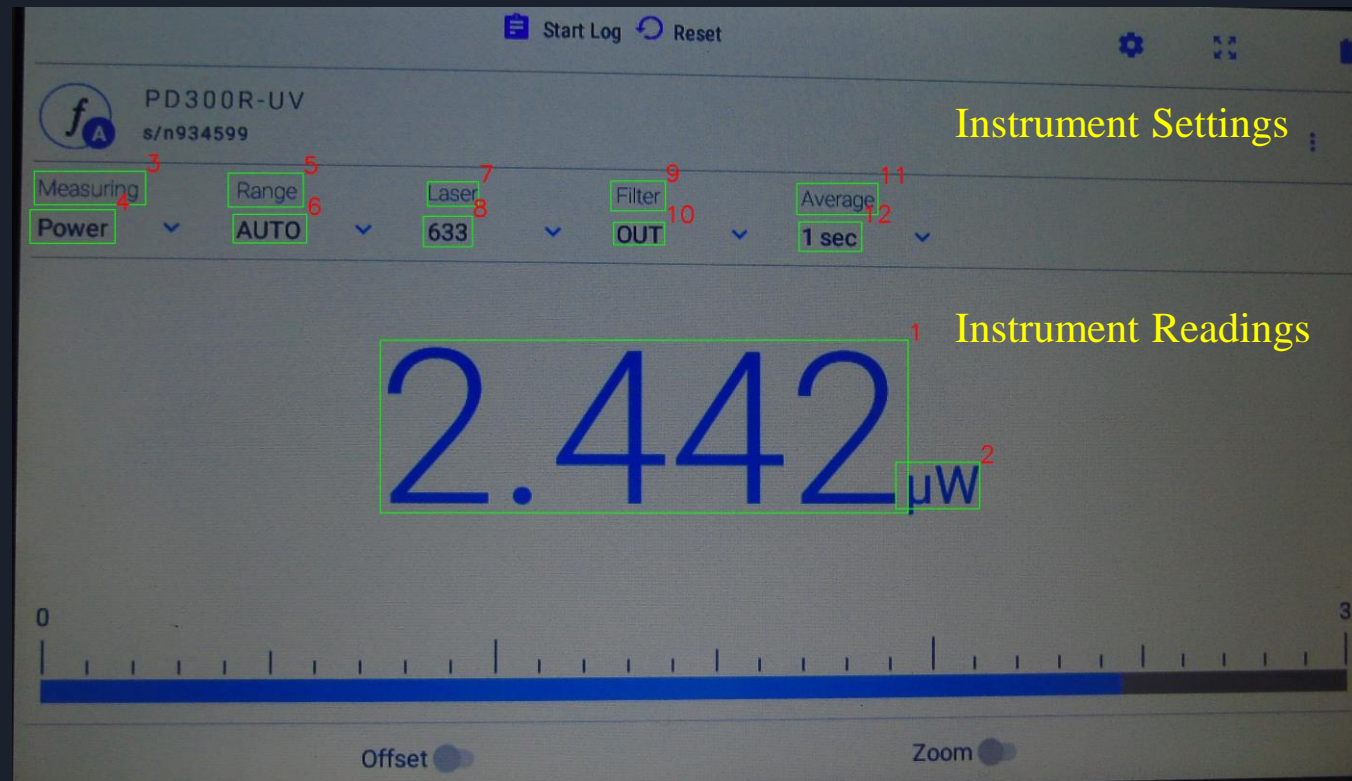 Start Log Reset
PD300R-UV
s/n934599
Instrument Settings
3 5 7 9 11
Measuring Range Laser Filter Average
4 6 8 10 12
Power AUTO 633 OUT 1 sec
Instrument Readings
1
2.442 µW
2
0 3
Offset Zoom
f A